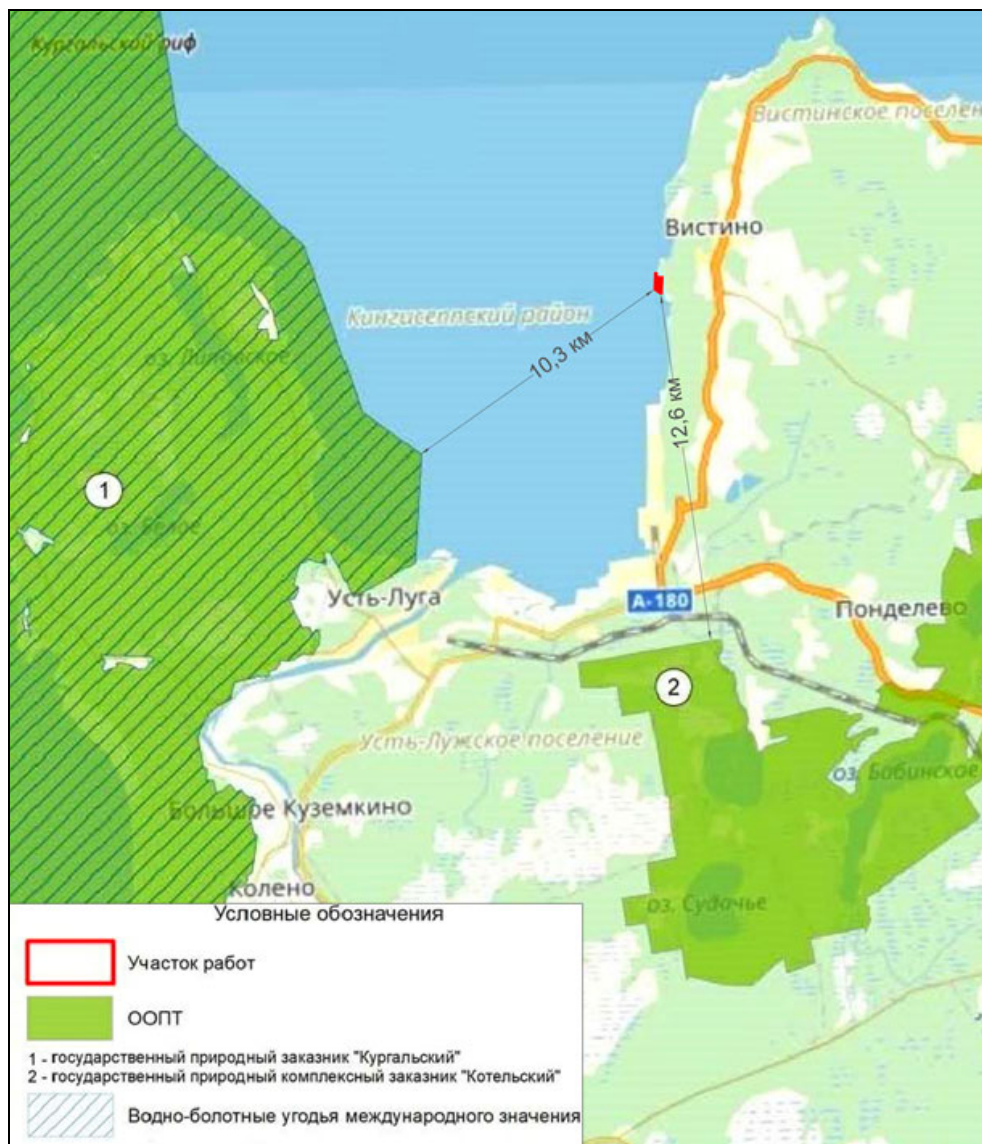 Кургальский риф
Вистинское поселен
Вистино
Кингисеппский район
10,3 км
12,6 км
оз. Липовское
1
оз. Белое
Усть-Луга
А-180
Понделево
2
Усть-Лужское поселение
оз. Бабинское
Большое Куземкино
оз. Судачье
Колено
Условные обозначения
Участок работ
ООПТ
1 - государственный природный заказник "Кургальский"
2 - государственный природный комплексный заказник "Котельский"
Водно-болотные угодья международного значения